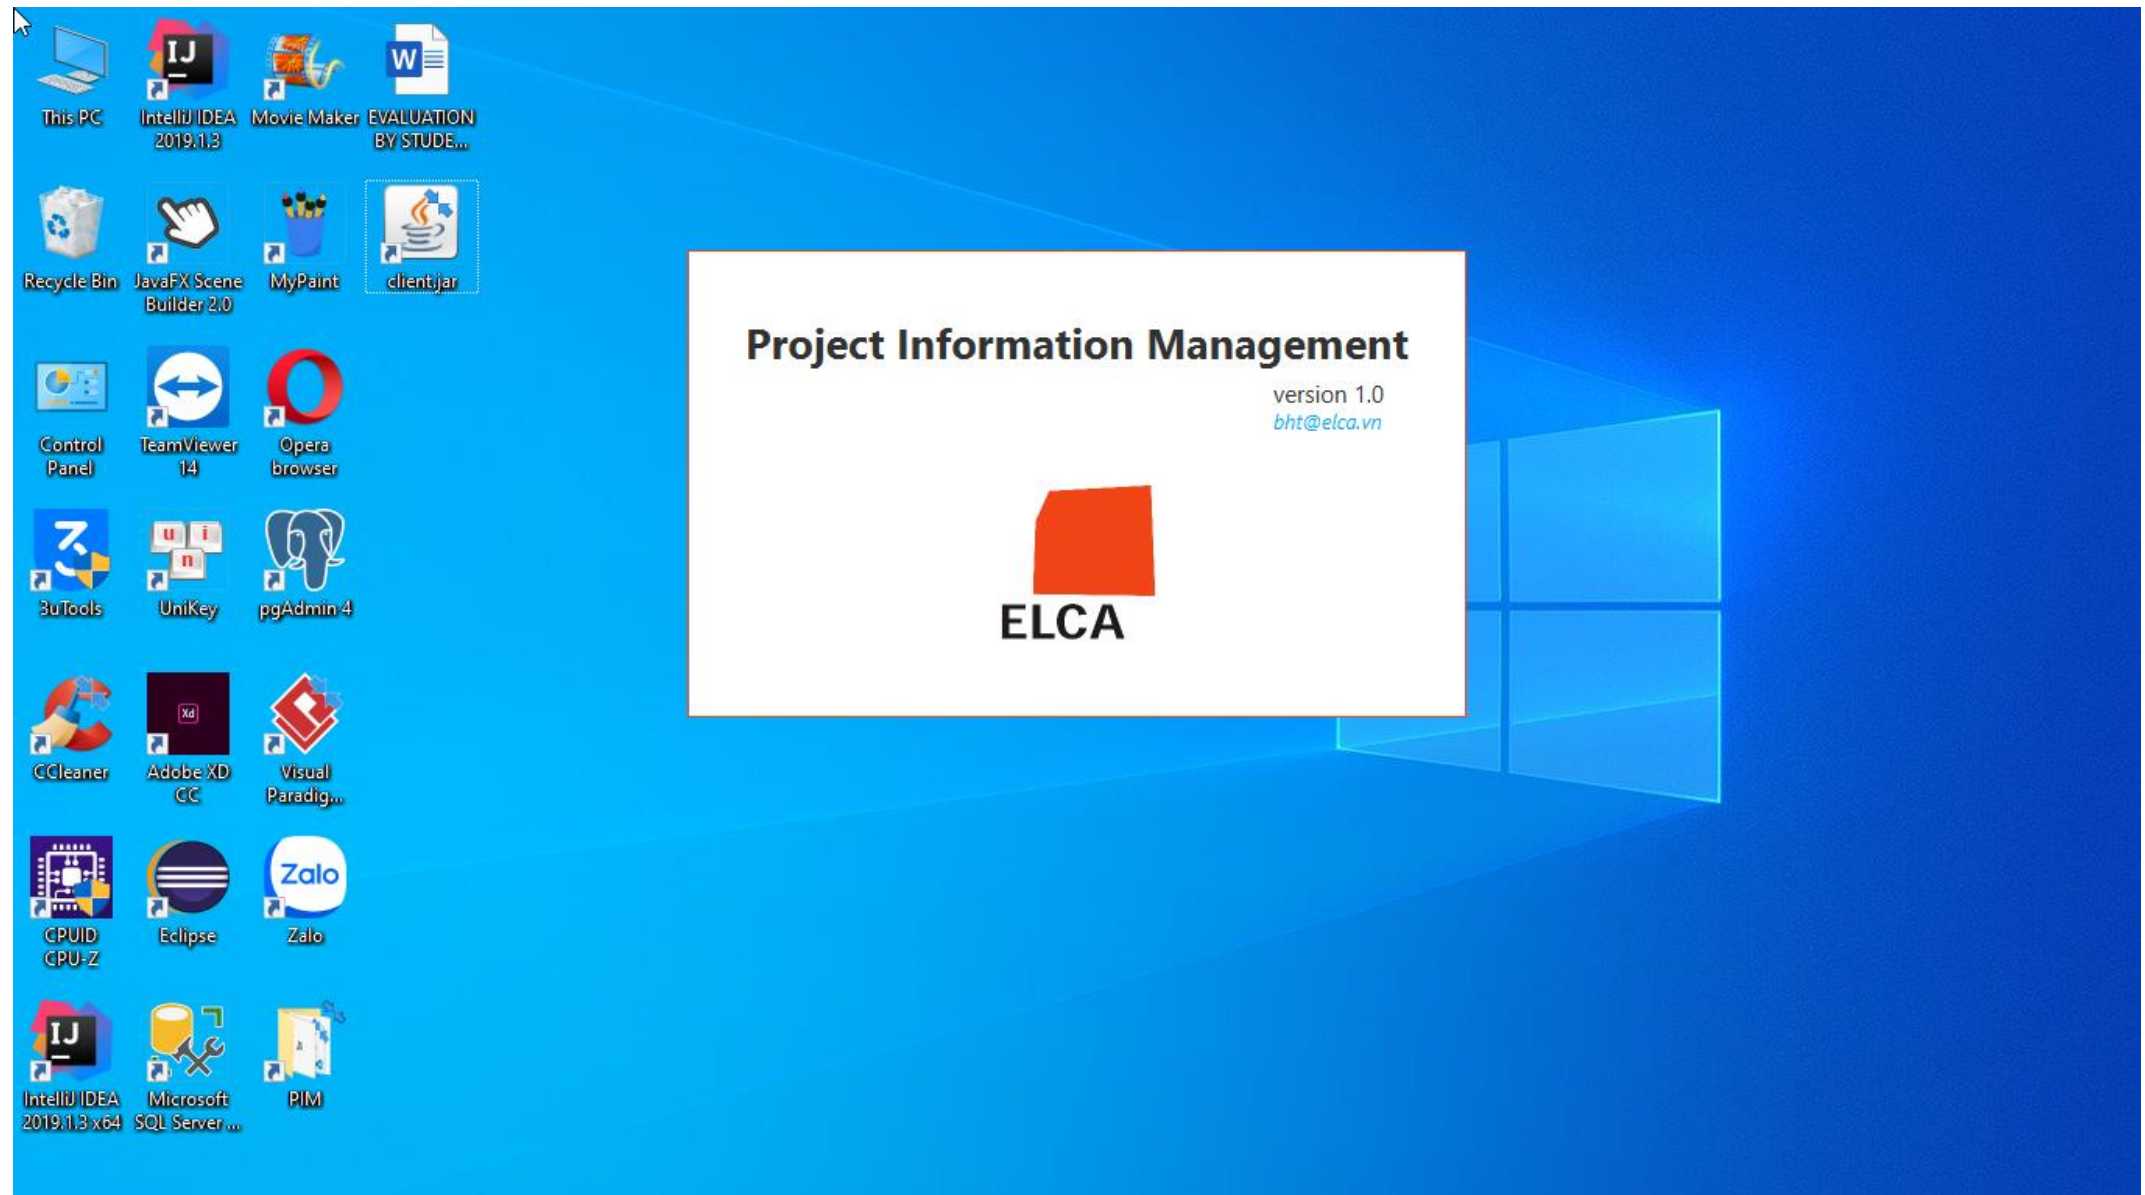 This PC
IntelliJ IDEA
2019.1.3
Movie Maker
EVALUATION
BY STUDE...
Recycle Bin
JavaFX Scene
Builder 2.0
MyPaint
client.jar
Control
Panel
TeamViewer
14
Opera
browser
3uTools
UniKey
pgAdmin 4
CCleaner
Adobe XD
CC
Visual
Paradig...
CPUID
CPU-Z
Eclipse
Zalo
IntelliJ IDEA
2019.1.3 x64
Microsoft
SQL Server ...
PIM
IJ
W
u i
n
Xd
Zalo
IJ
Project Information Management
version 1.0
bht@elca.vn
ELCA